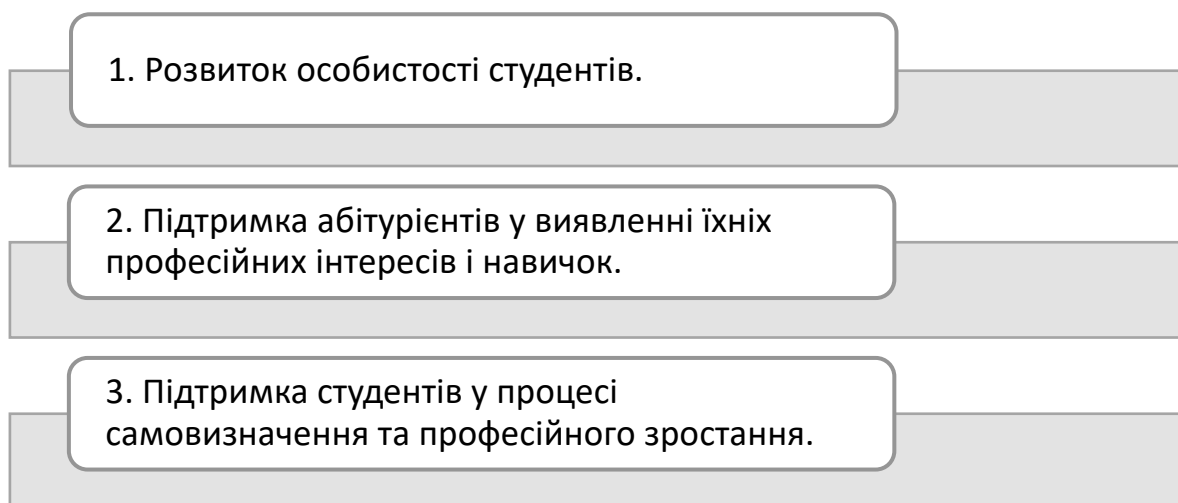 1. Розвиток особистості студентів.
2. Підтримка абітурієнтів у виявленні їхніх
професійних інтересів і навичок.
3. Підтримка студентів у процесі
самовизначення та професійного зростання.